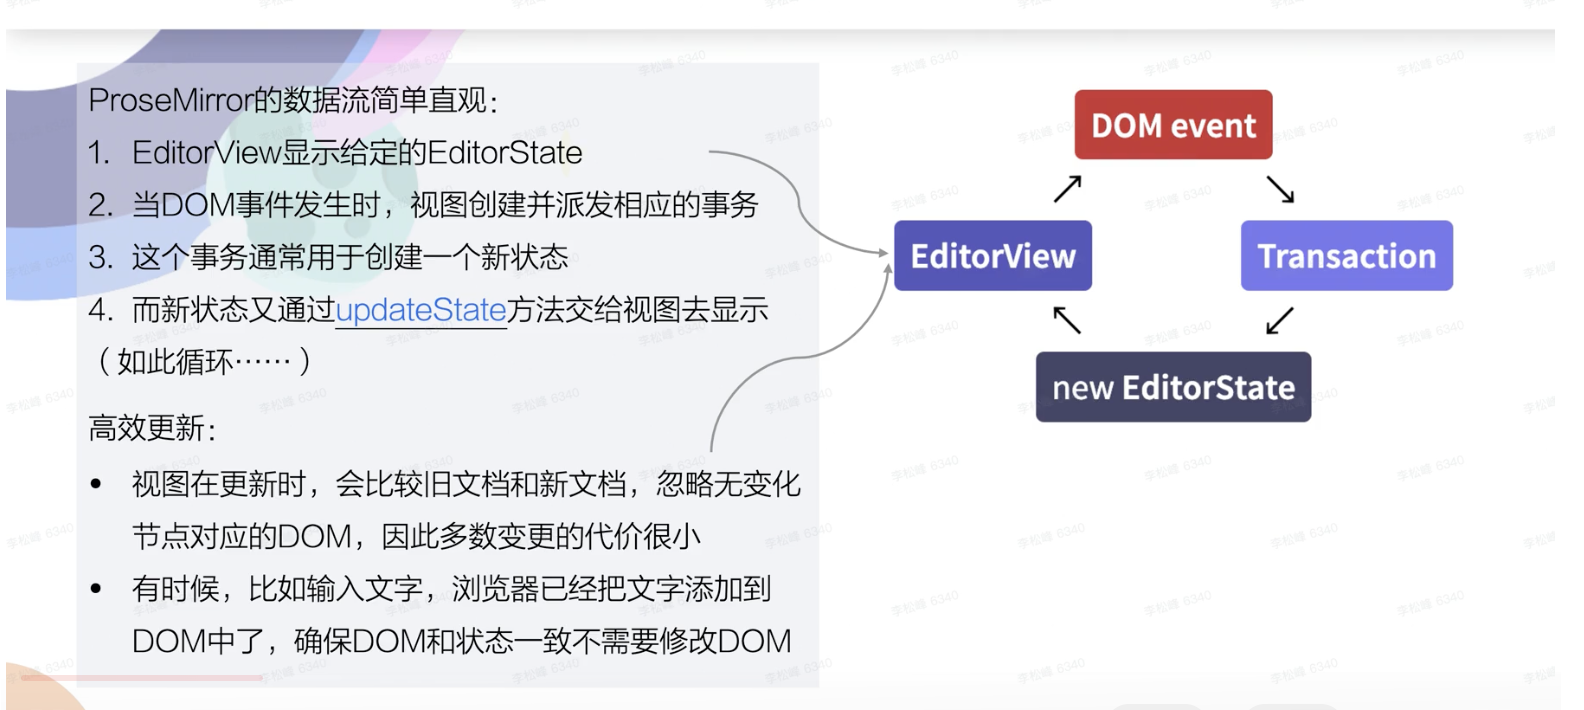 ProseMirror的数据流简单直观：
1. EditorView显示给定的EditorState
2. 当DOM事件发生时，视图创建并派发相应的事务
3. 这个事务通常用于创建一个新状态
4. 而新状态又通过updateState方法交给视图去显示
（如此循环……）
高效更新：
• 视图在更新时，会比较旧文档和新文档，忽略无变化
节点对应的DOM，因此多数变更的代价很小
• 有时候，比如输入文字，浏览器已经把文字添加到
DOM中了，确保DOM和状态一致不需要修改DOM
DOM event
EditorView
Transaction
new EditorState
李松峰 6340